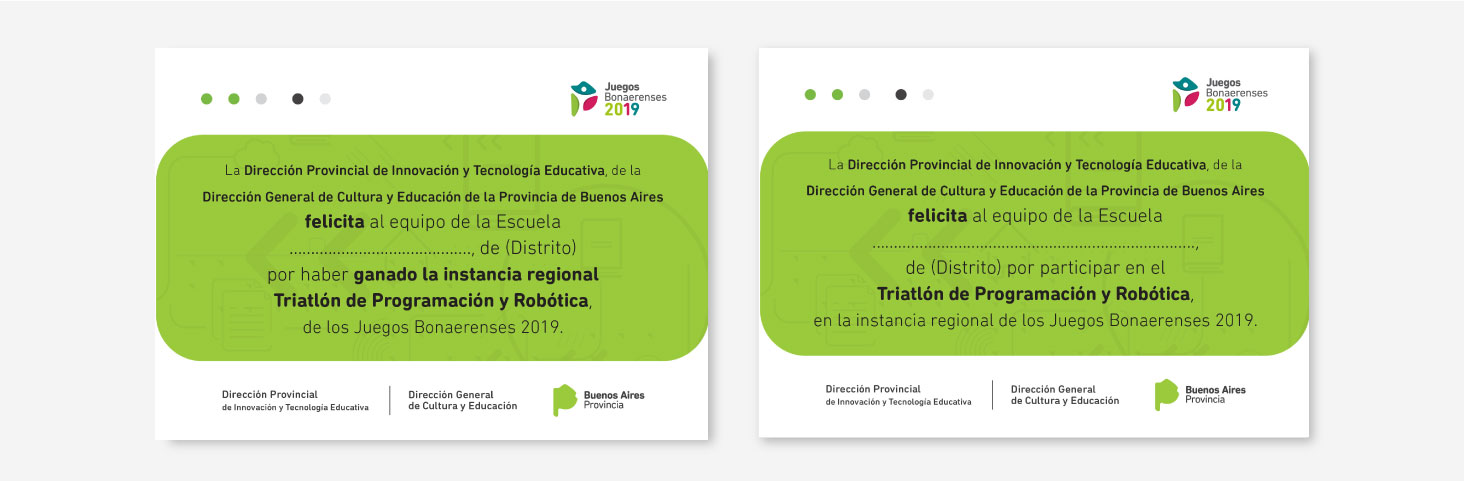 Juegos
Bonaerenses
2019
La Dirección Provincial de Innovación y Tecnología Educativa, de la
Dirección General de Cultura y Educación de la Provincia de Buenos Aires
felicita al equipo de la Escuela
..........................................., de (Distrito)
por haber ganado la instancia regional
Triatlón de Programación y Robótica,
de los Juegos Bonaerenses 2019.
Dirección Provincial
de Innovación y Tecnología Educativa
Dirección General
de Cultura y Educación
Buenos Aires
Provincia
Juegos
Bonaerenses
2019
La Dirección Provincial de Innovación y Tecnología Educativa, de la
Dirección General de Cultura y Educación de la Provincia de Buenos Aires
felicita al equipo de la Escuela
............................................................................,
de (Distrito) por participar en el
Triatlón de Programación y Robótica,
en la instancia regional de los Juegos Bonaerenses 2019.
Dirección Provincial
de Innovación y Tecnología Educativa
Dirección General
de Cultura y Educación
Buenos Aires
Provincia